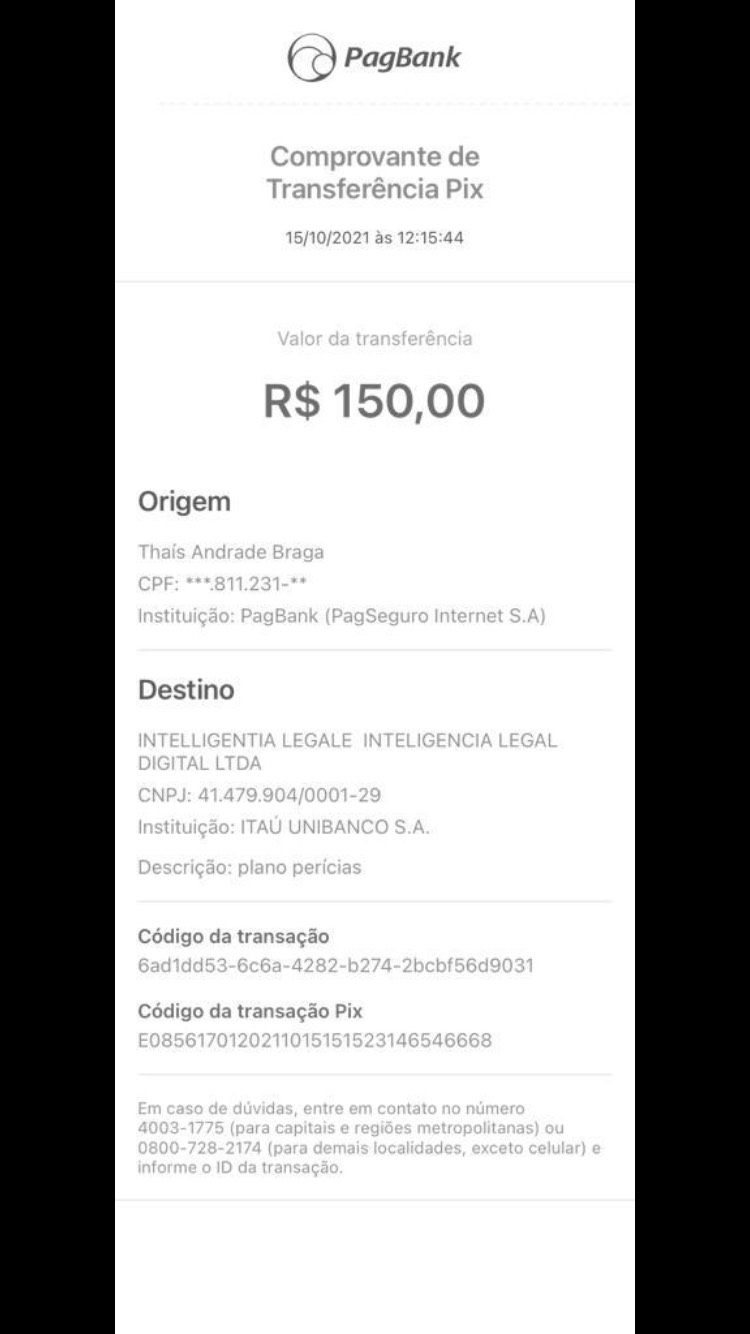 PagBank
Comprovante de
Transferência Pix
15/10/2021 às 12:15:44
Valor da transferência
R$ 150,00
Origem
Thaís Andrade Braga
CPF: ***.811.231-**
Instituição: PagBank (PagSeguro Internet S.A)
Destino
INTELLIGENTIA LEGALE  INTELIGENCIA LEGAL
DIGITAL LTDA
CNPJ: 41.479.904/0001-29
Instituição: ITAÚ UNIBANCO S.A.
Descrição: plano perícias
Código da transação
6ad1dd53-6c6a-4282-b274-2bcbf56d9031
Código da transação Pix
E08561701202110151515231465466​68
Em caso de dúvidas, entre em contato no número
4003-1775 (para capitais e regiões metropolitanas) ou
0800-728-2174 (para demais localidades, exceto celular) e
informe o ID da transação.